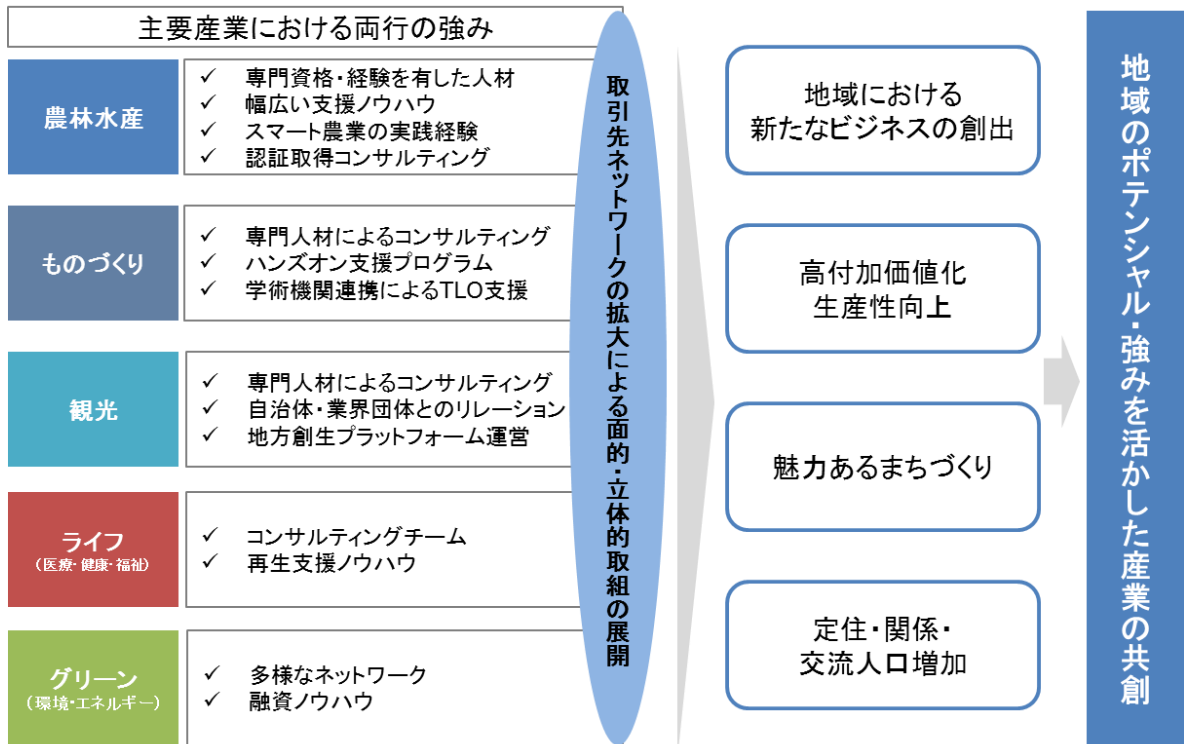 主要産業における両行の強み
農林水産
✓ 専門資格・経験を有した人材
✓ 幅広い支援ノウハウ
✓ スマート農業の実践経験
✓ 認証取得コンサルティング
ものづくり
✓ 専門人材によるコンサルティング
✓ ハンズオン支援プログラム
✓ 学術機関連携によるTLO支援
観光
✓ 専門人材によるコンサルティング
✓ 自治体・業界団体とのリレーション
✓ 地方創生プラットフォーム運営
ライフ
(医療・健康・福祉)
✓ コンサルティングチーム
✓ 再生支援ノウハウ
グリーン
(環境・エネルギー)
✓ 多様なネットワーク
✓ 融資ノウハウ
取引先ネットワークの拡大による面的・立体的取組の展開
地域における
新たなビジネスの創出
高付加価値化
生産性向上
魅力あるまちづくり
定住・関係・
交流人口増加
地域のポテンシャル・強みを活かした産業の共創